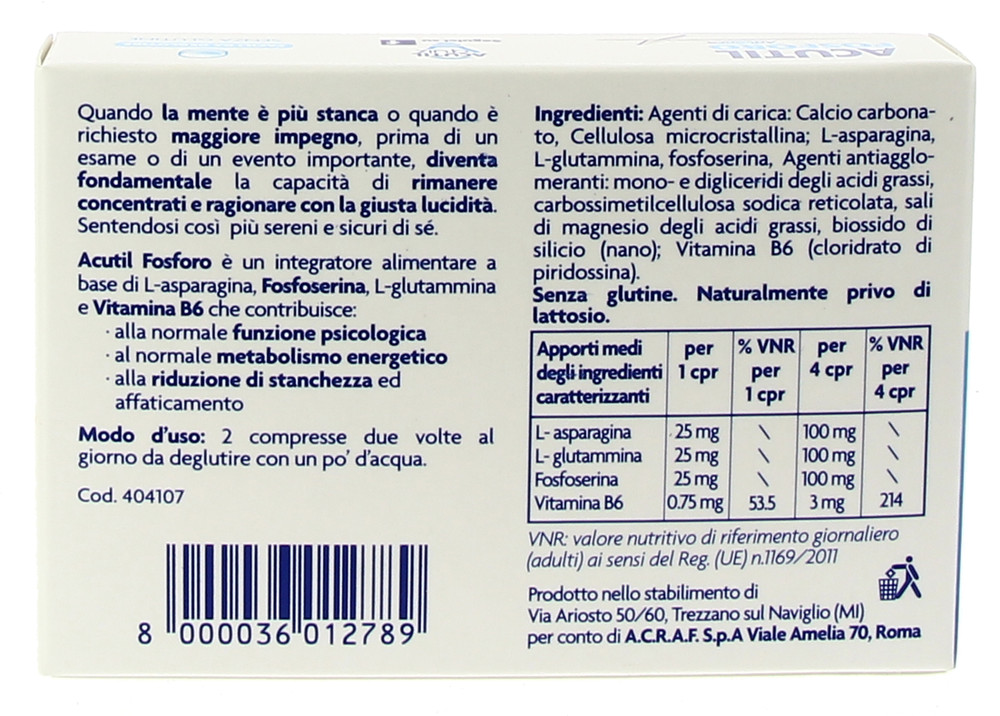 ACUTIL
FOSFORO
Quando la mente è più stanca o quando è
richiesto maggiore impegno, prima di un
esame o di un evento importante, diventa
fondamentale la capacità di rimanere
concentrati e ragionare con la giusta lucidità.
Sentendosi così più sereni e sicuri di sé.
Acutil Fosforo è un integratore alimentare a
base di L-asparagina, Fosfoserina, L-glutammina
e Vitamina B6 che contribuisce:
· alla normale funzione psicologica
· al normale metabolismo energetico
· alla riduzione di stanchezza ed
affaticamento
Modo d'uso: 2 compresse due volte al
giorno da deglutire con un po' d'acqua.
Cod. 404107
8 000036 012789
Ingredienti: Agenti di carica: Calcio carbona-
to, Cellulosa microcristallina; L-asparagina,
L-glutammina, fosfoserina, Agenti antiagglo-
meranti: mono- e digliceridi degli acidi grassi,
carbossimetilcellulosa sodica reticolata, sali
di magnesio degli acidi grassi, biossido di
silicio (nano); Vitamina B6 (cloridrato di
piridossina).
Senza glutine. Naturalmente privo di
lattosio.
Apporti medi degli ingredienti caratterizzanti per 1 cpr % VNR per 1 cpr per 4 cpr % VNR per 4 cpr
L- asparagina 25 mg \ 100 mg \
L- glutammina 25 mg \ 100 mg \
Fosfoserina 25 mg \ 100 mg \
Vitamina B6 0.75 mg 53.5 3 mg 214
VNR: valore nutritivo di riferimento giornaliero
(adulti) ai sensi del Reg. (UE) n.1169/2011
Prodotto nello stabilimento di
Via Ariosto 50/60, Trezzano sul Naviglio (MI)
per conto di A.C.R.A.F. S.p.A Viale Amelia 70, Roma